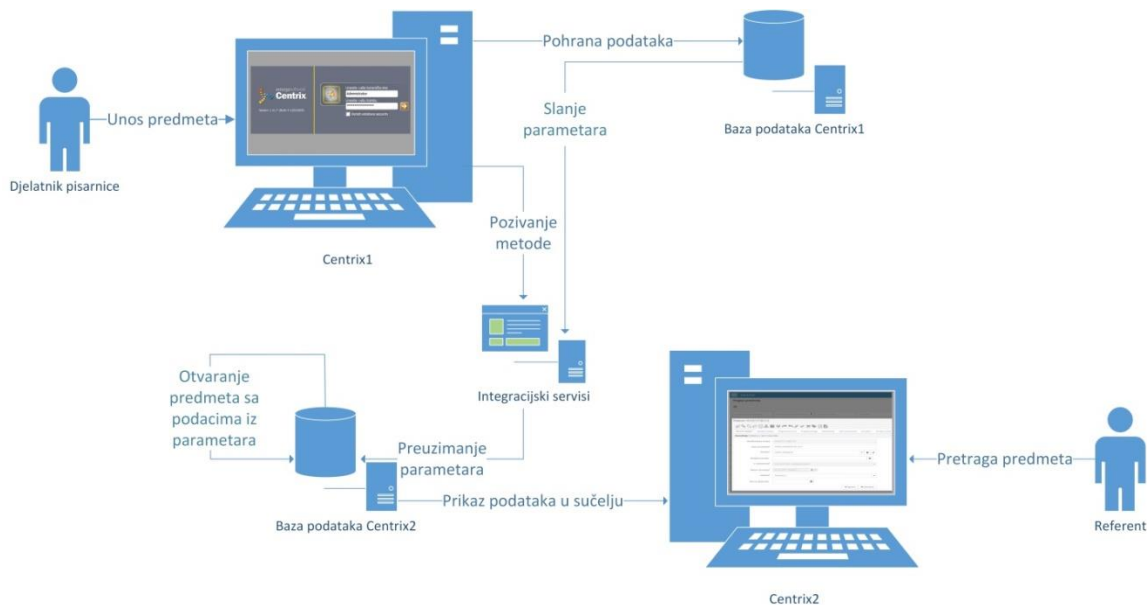 Pohrana podataka
Centrix
Unos predmeta
Slanje
parametara
Baza podataka Centrix1
Djelatnik pisarnice
Pozivanje
metode
Centrix1
Otvaranje
predmeta sa
podacima iz
parametara
Integracijski servisi
Preuzimanje
parametara
Pretraga predmeta
Prikaz podataka u sučelju
Baza podataka Centrix2
Referent
Centrix2